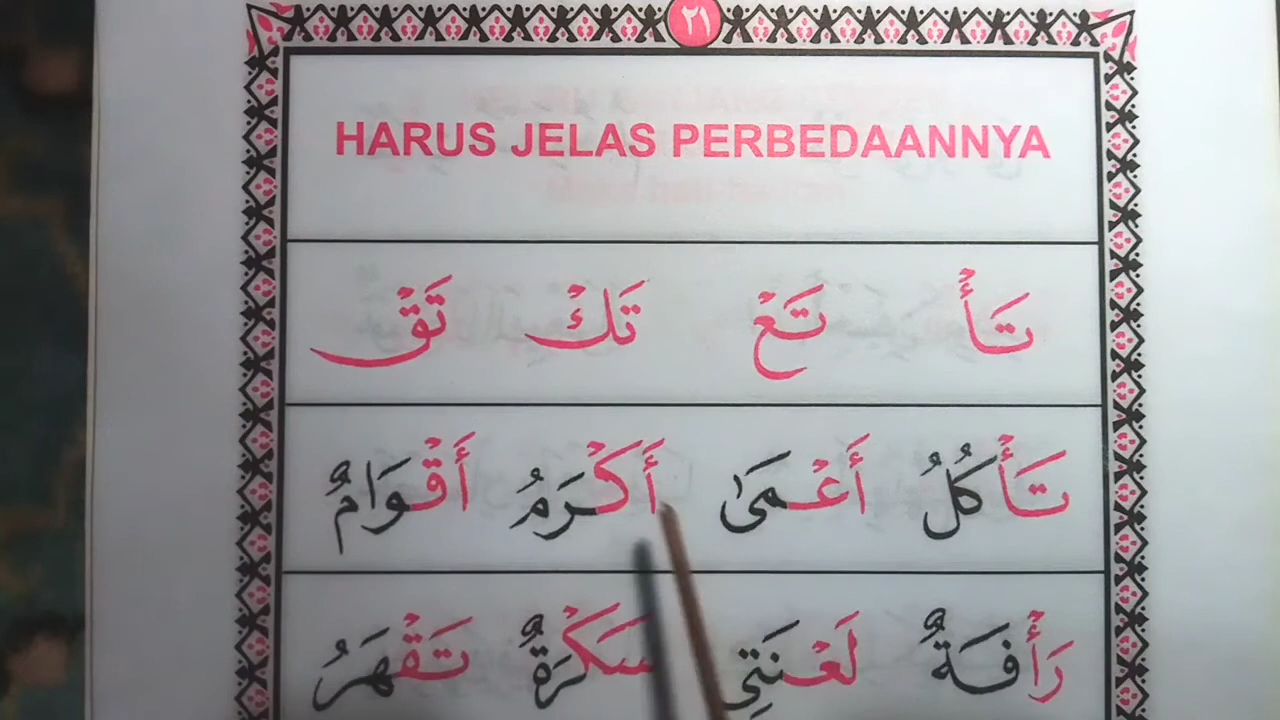 ٢١
HARUS JELAS PERBEDAANNYA
تَأْ تَعْ تَكْ تَقْ
تَأْكُلُ أَعْمَىٰ أَكْرَمُ أَقْوَامٌ
رَأْفَةٌ لَعْنَتِي سَكْرَةٌ تَقْهَرُ